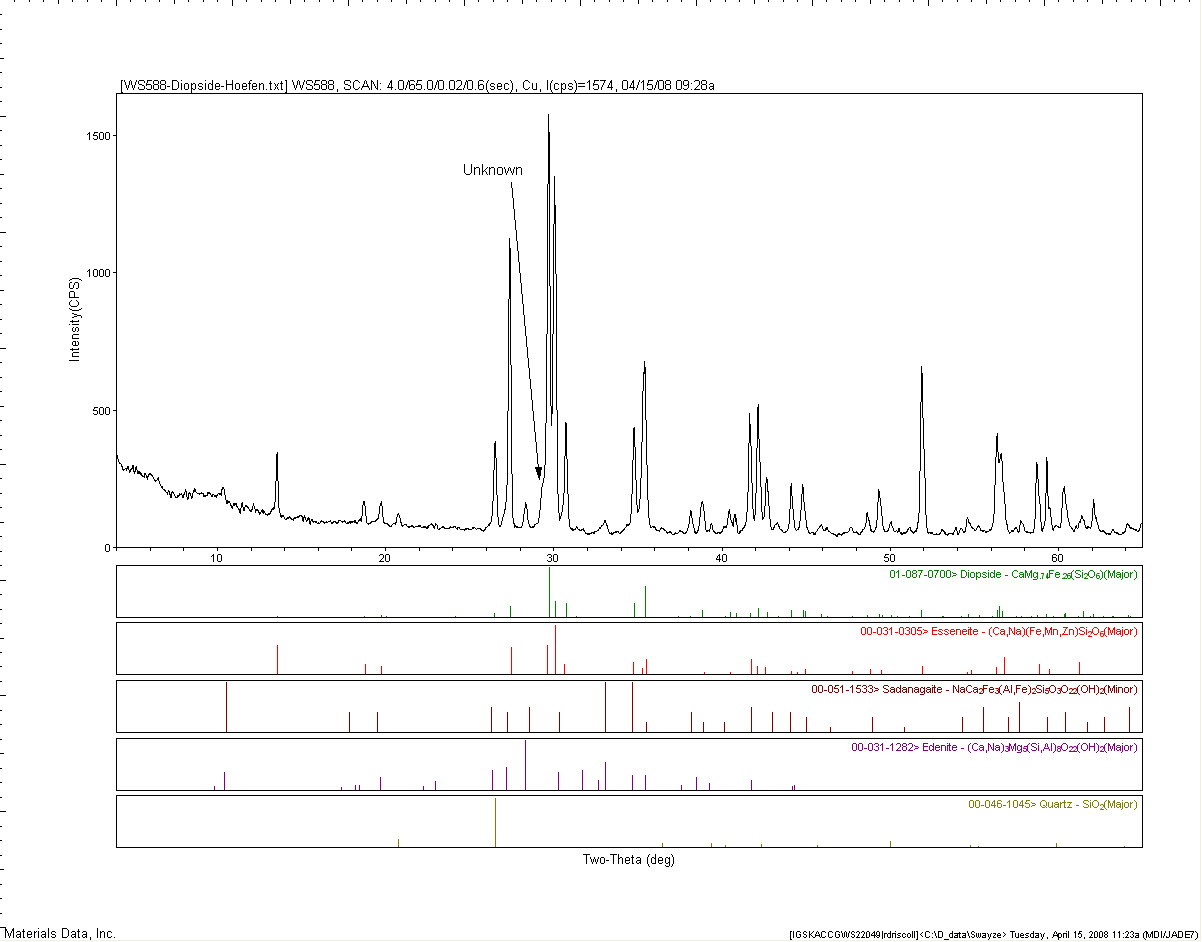 [WS588-Diopside-Hoefen.txt] WS588, SCAN: 4.0/65.0/0.02/0.6(sec), Cu, I(cps)=1574, 04/15/08 09:28a
Unknown
Intensity(CPS)
1500
1000
500
0
10 20 30 40 50 60
01-087-0700> Diopside - CaMg.74Fe.26(Si2O6)(Major)
00-031-0305> Esseneite - (Ca,Na)(Fe,Mn,Zn)Si2O6(Major)
00-051-1533> Sadanagaite - NaCa2Fe3(Al,Fe)2Si5O3O22(OH)2(Minor)
00-031-1282> Edenite - (Ca,Na)3Mg5(Si,Al)8O22(OH)2(Major)
00-046-1045> Quartz - SiO2(Major)
Two-Theta (deg)
Materials Data, Inc.
[IGSKACCGWS22049|rdriscoll]<C:\D_data\Swayze> Tuesday, April 15, 2008 11:23a (MDI/JADE7)